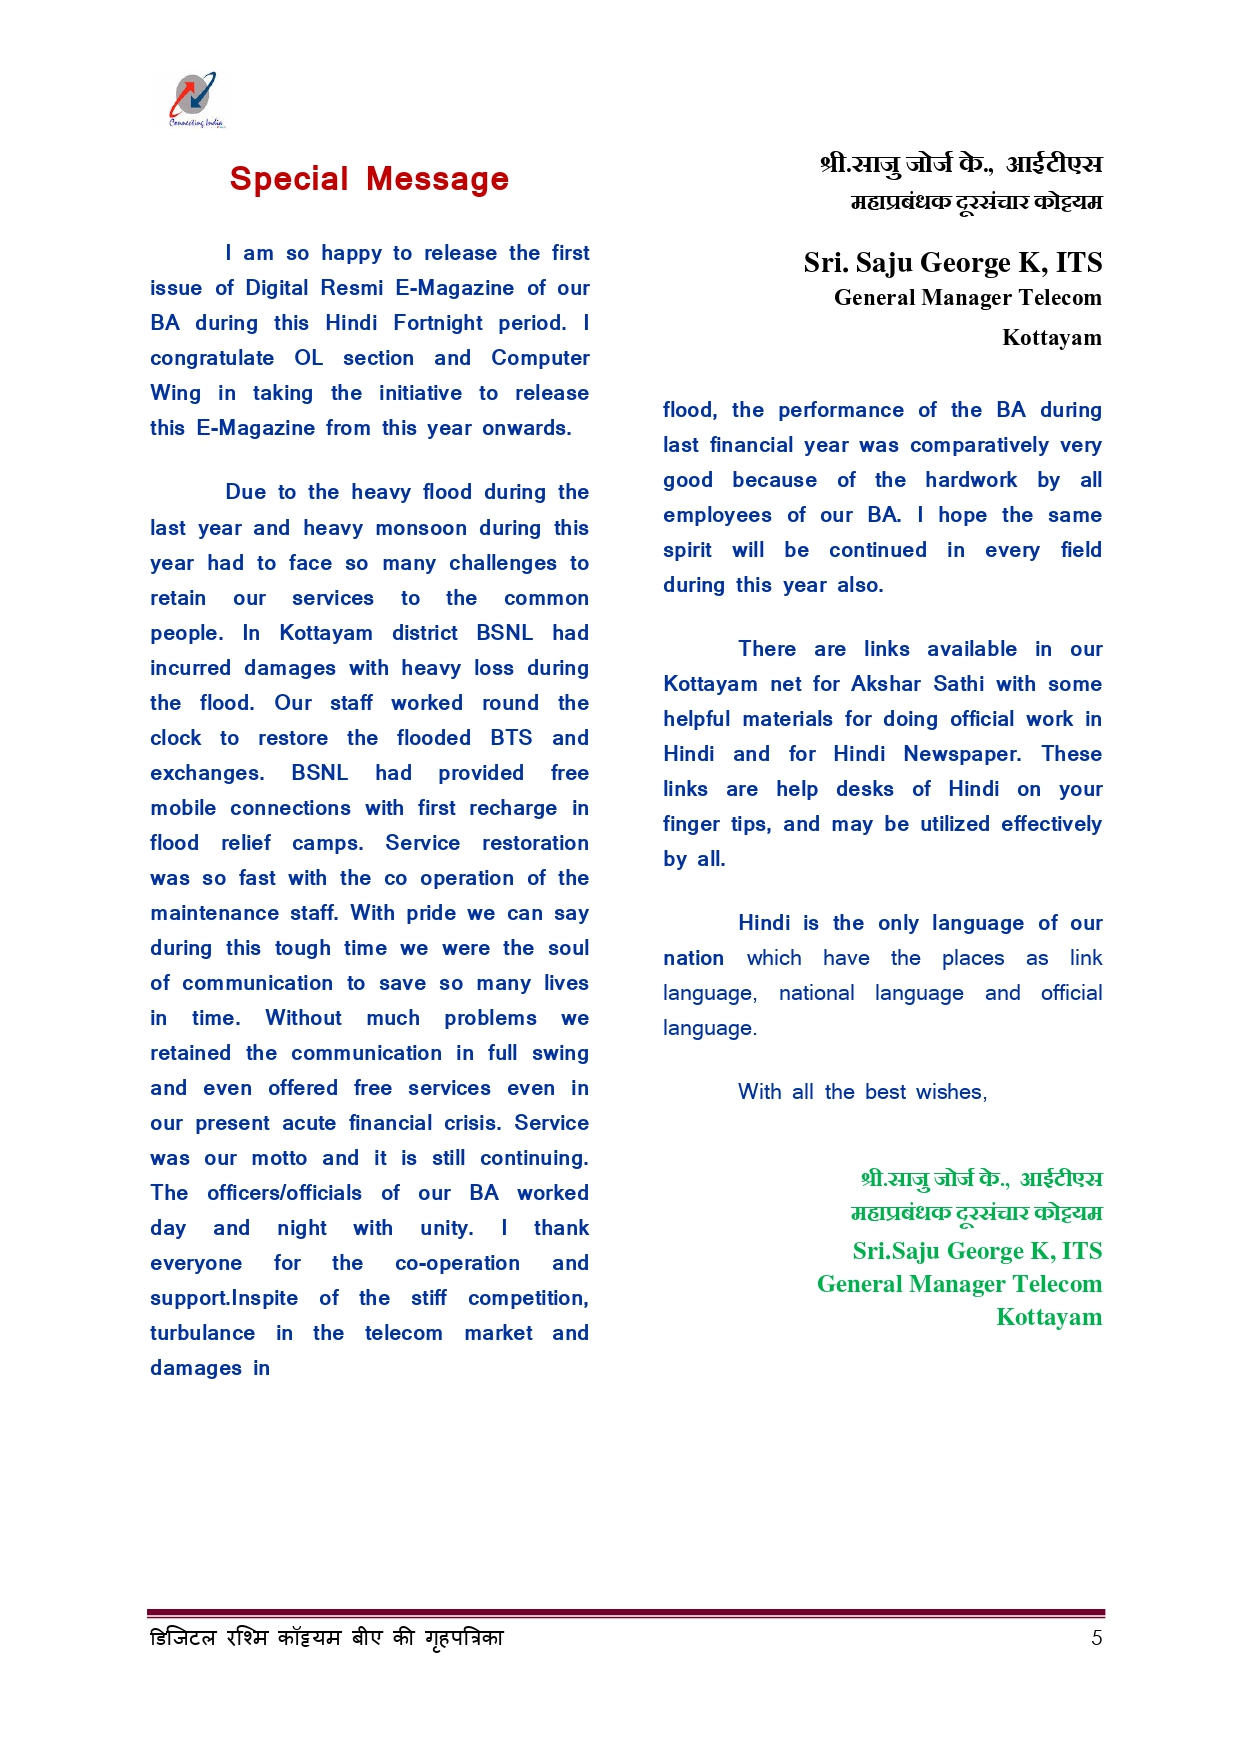 Connecting India
Special Message
I am so happy to release the first
issue of Digital Resmi E-Magazine of our
BA during this Hindi Fortnight period. I
congratulate OL section and Computer
Wing in taking the initiative to release
this E-Magazine from this year onwards.
Due to the heavy flood during the
last year and heavy monsoon during this
year had to face so many challenges to
retain our services to the common
people. In Kottayam district BSNL had
incurred damages with heavy loss during
the flood. Our staff worked round the
clock to restore the flooded BTS and
exchanges. BSNL had provided free
mobile connections with first recharge in
flood relief camps. Service restoration
was so fast with the co operation of the
maintenance staff. With pride we can say
during this tough time we were the soul
of communication to save so many lives
in time. Without much problems we
retained the communication in full swing
and even offered free services even in
our present acute financial crisis. Service
was our motto and it is still continuing.
The officers/officials of our BA worked
day and night with unity. I thank
everyone for the co-operation and
support.Inspite of the stiff competition,
turbulance in the telecom market and
damages in
श्री.साजु जोर्ज के., आईटीएस
महाप्रबंधक दूरसंचार कोट्टयम
Sri. Saju George K, ITS
General Manager Telecom
Kottayam
flood, the performance of the BA during
last financial year was comparatively very
good because of the hardwork by all
employees of our BA. I hope the same
spirit will be continued in every field
during this year also.
There are links available in our
Kottayam net for Akshar Sathi with some
helpful materials for doing official work in
Hindi and for Hindi Newspaper. These
links are help desks of Hindi on your
finger tips, and may be utilized effectively
by all.
Hindi is the only language of our
nation which have the places as link
language, national language and official
language.
With all the best wishes,
श्री.साजु जोर्ज के., आईटीएस
महाप्रबंधक दूरसंचार कोट्टयम
Sri.Saju George K, ITS
General Manager Telecom
Kottayam
डिजिटल रश्मि कॉट्टयम बीए की गृहपत्रिका 5